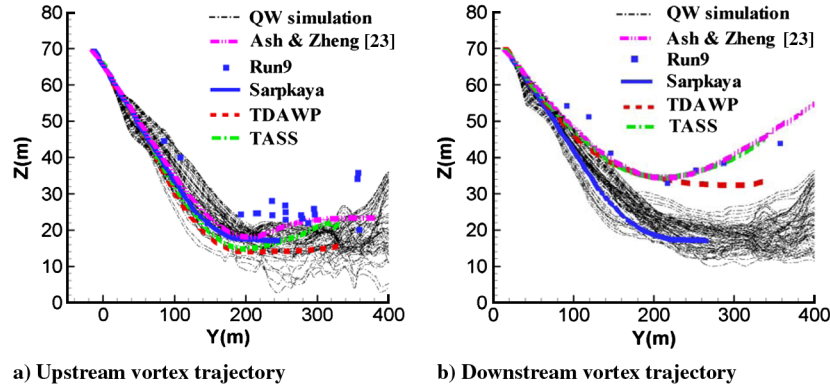 QW simulation
Ash & Zheng [23]
Run9
Sarpkaya
TDAWP
TASS
80
70
60
50
40
30
20
10
0
Z(m)
0
100
200
300
400
Y(m)
a) Upstream vortex trajectory
QW simulation
Ash & Zheng [23]
Run9
Sarpkaya
TDAWP
TASS
80
70
60
50
40
30
20
10
0
Z(m)
0
100
200
300
400
Y(m)
b) Downstream vortex trajectory